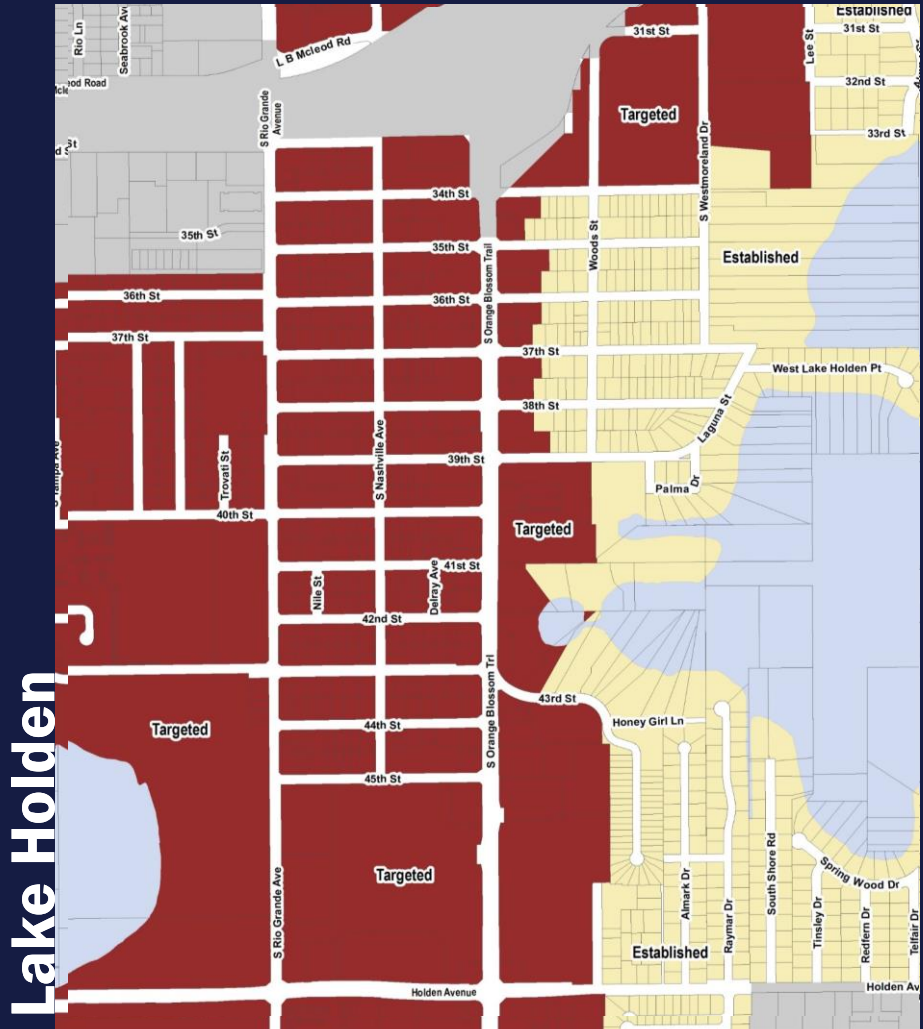 Lake Holden
Established
Rio Ln
Seabrook Av
31st St
31st St
Lee St
L B Mcleod Rd
od Road
S Rio Grande
Avenue
32nd St
Targeted
33rd St
S Westmoreland Dr
34th St
35th St
35th St
Woods St
S Orange Blossom Trail
Established
36th St
36th St
37th St
37th St
West Lake Holden Pt
38th St
Laguna St
S Nashville Ave
39th St
Trovati St
Palma Dr
40th St
Targeted
41st St
Nile St
Delray Ave
42nd St
S Orange Blossom Trl
43rd St
Honey Girl Ln
44th St
Targeted
45th St
Targeted
S Rio Grande Ave
Almark Dr
Raymar Dr
South Shore Rd
Spring Wood Dr
Tinsley Dr
Redfern Dr
Telfair Dr
Established
Holden Avenue
Holden Av